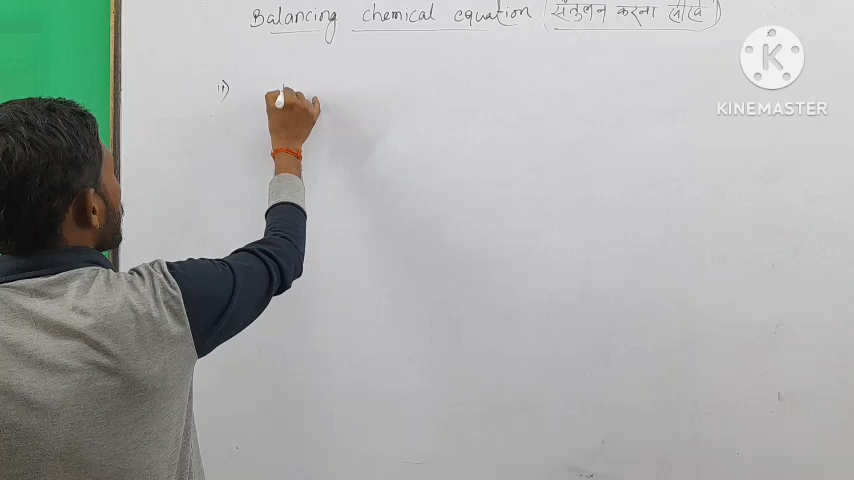 Balancing chemical equation (संतुलन करना सीखें)
ii)
K
KINEMASTER